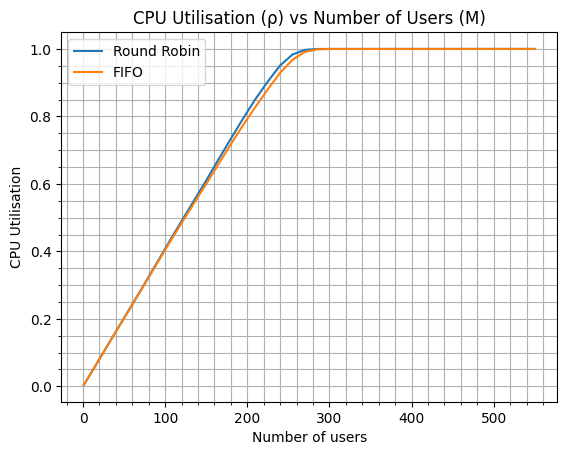 CPU Utilisation (ρ) vs Number of Users (M)
Round Robin
FIFO
CPU Utilisation
1.0
0.8
0.6
0.4
0.2
0.0
0 100 200 300 400 500
Number of users